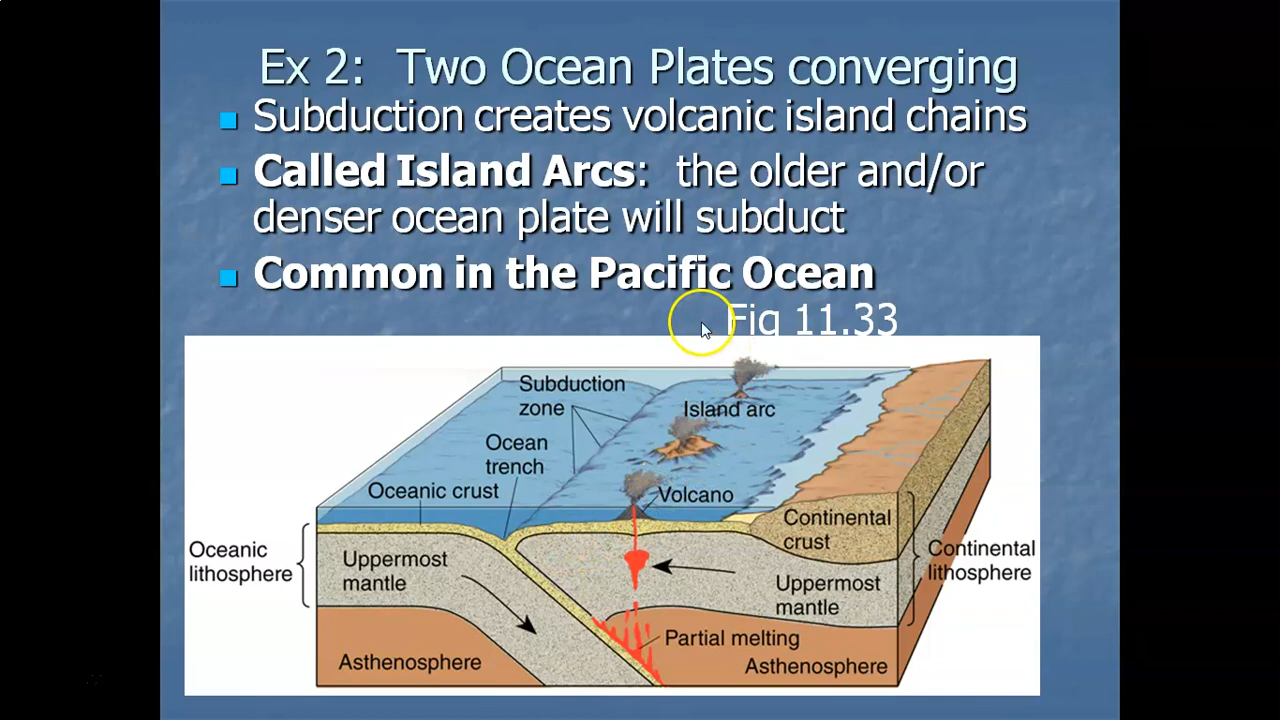 Ex 2: Two Ocean Plates converging
Subduction creates volcanic island chains
Called Island Arcs: the older and/or
denser ocean plate will subduct
Common in the Pacific Ocean
Fig 11.33
Subduction
zone
Island arc
Ocean
trench
Oceanic crust
Volcano
Continental
crust
Oceanic
lithosphere
Uppermost
mantle
Continental
lithosphere
Uppermost
mantle
Partial melting
Asthenosphere
Asthenosphere